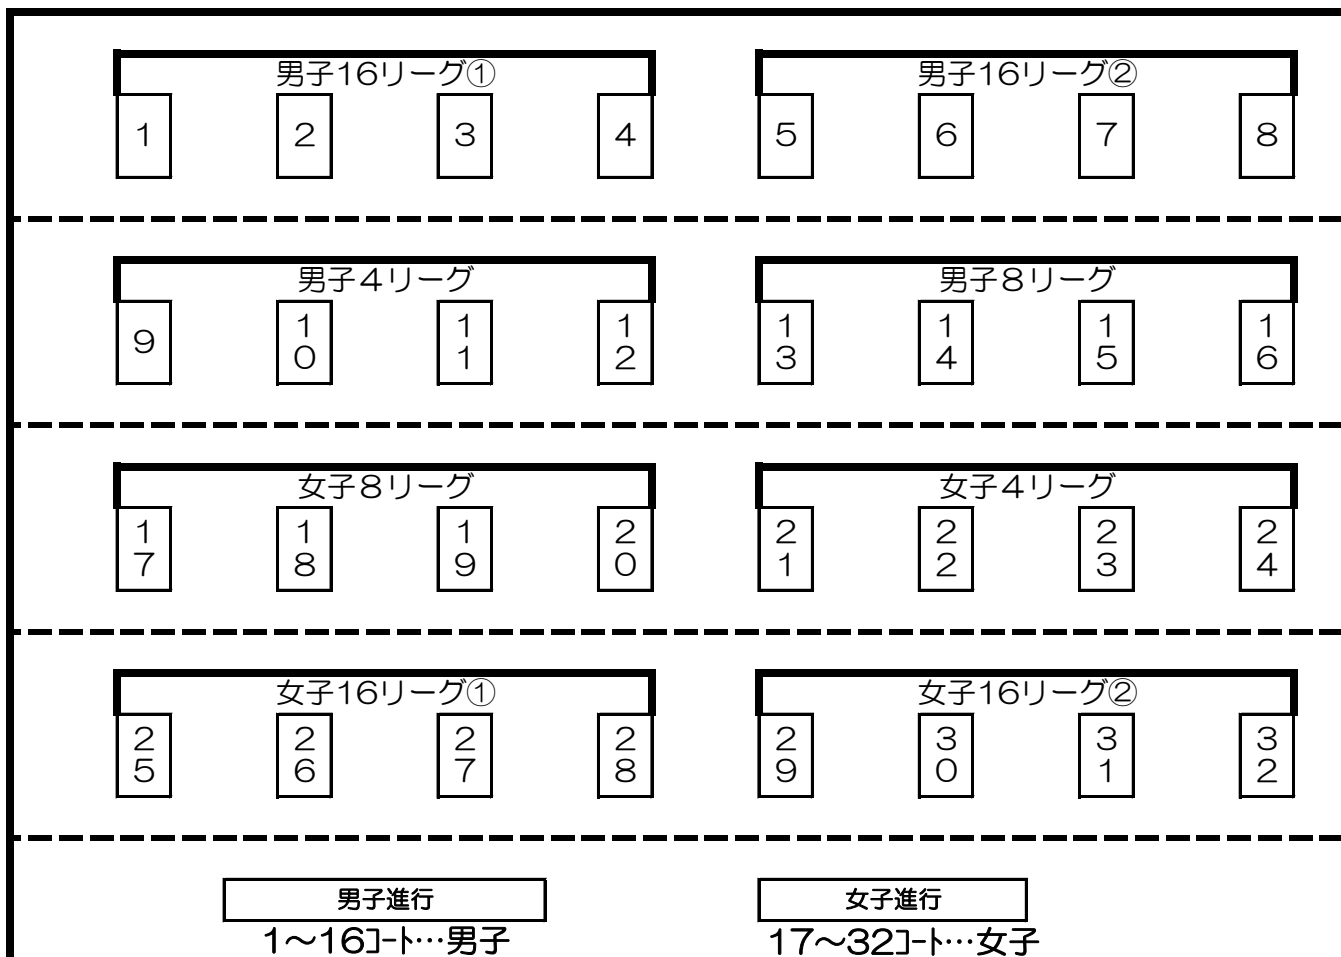 男子16リーグ① 男子16リーグ②
1 2 3 4 5 6 7 8
男子4リーグ 男子8リーグ
9 10 11 12 13 14 15 16
女子8リーグ 女子4リーグ
17 18 19 20 21 22 23 24
女子16リーグ① 女子16リーグ②
25 26 27 28 29 30 31 32
男子進行 女子進行
1～16ｺｰﾄ…男子 17～32ｺｰﾄ…女子